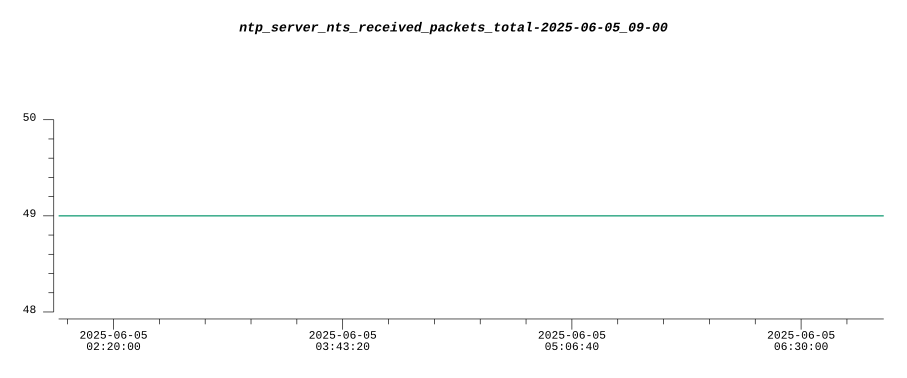 ntp_server_nts_received_packets_total-2025-06-05_09-00
50
49
48
2025-06-05 2025-06-05 2025-06-05 2025-06-05
02:20:00 03:43:20 05:06:40 06:30:00